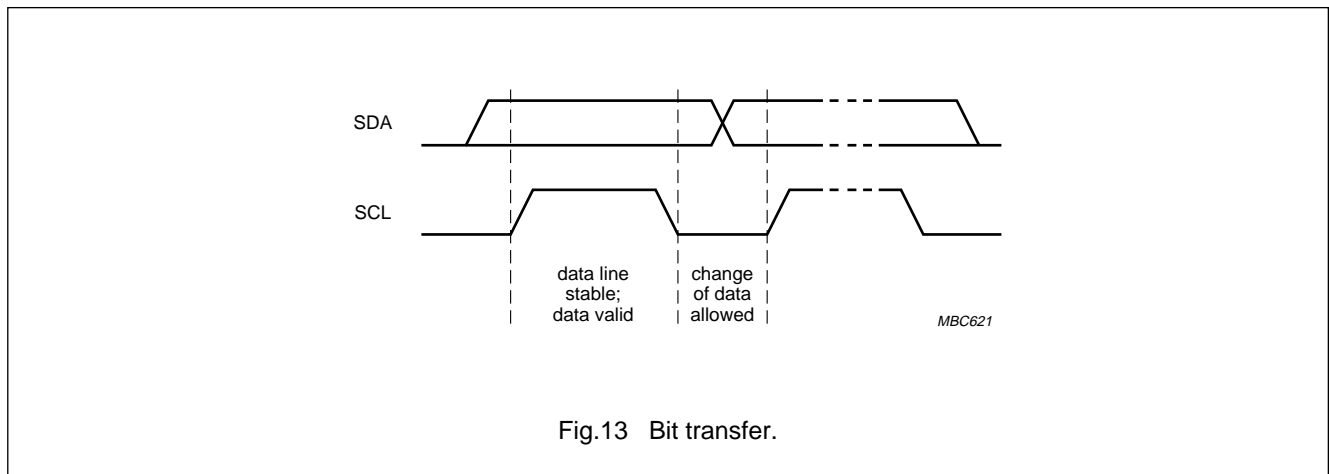 SDA
SCL
data line
stable;
data valid
change
of data
allowed
MBC621
Fig.13 Bit transfer.